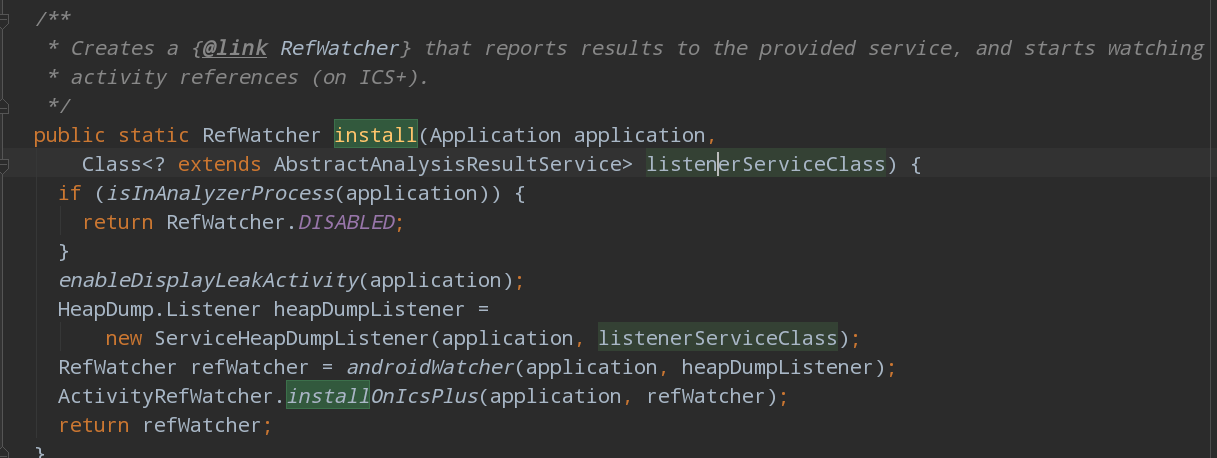 /**
 * Creates a {@link RefWatcher} that reports results to the provided service, and starts watching
 * activity references (on ICS+).
 */
public static RefWatcher install(Application application,
    Class<? extends AbstractAnalysisResultService> listenerServiceClass) {
  if (isInAnalyzerProcess(application)) {
    return RefWatcher.DISABLED;
  }
  enableDisplayLeakActivity(application);
  HeapDump.Listener heapDumpListener =
      new ServiceHeapDumpListener(application, listenerServiceClass);
  RefWatcher refWatcher = androidWatcher(application, heapDumpListener);
  ActivityRefWatcher.installOnIcsPlus(application, refWatcher);
  return refWatcher;
}